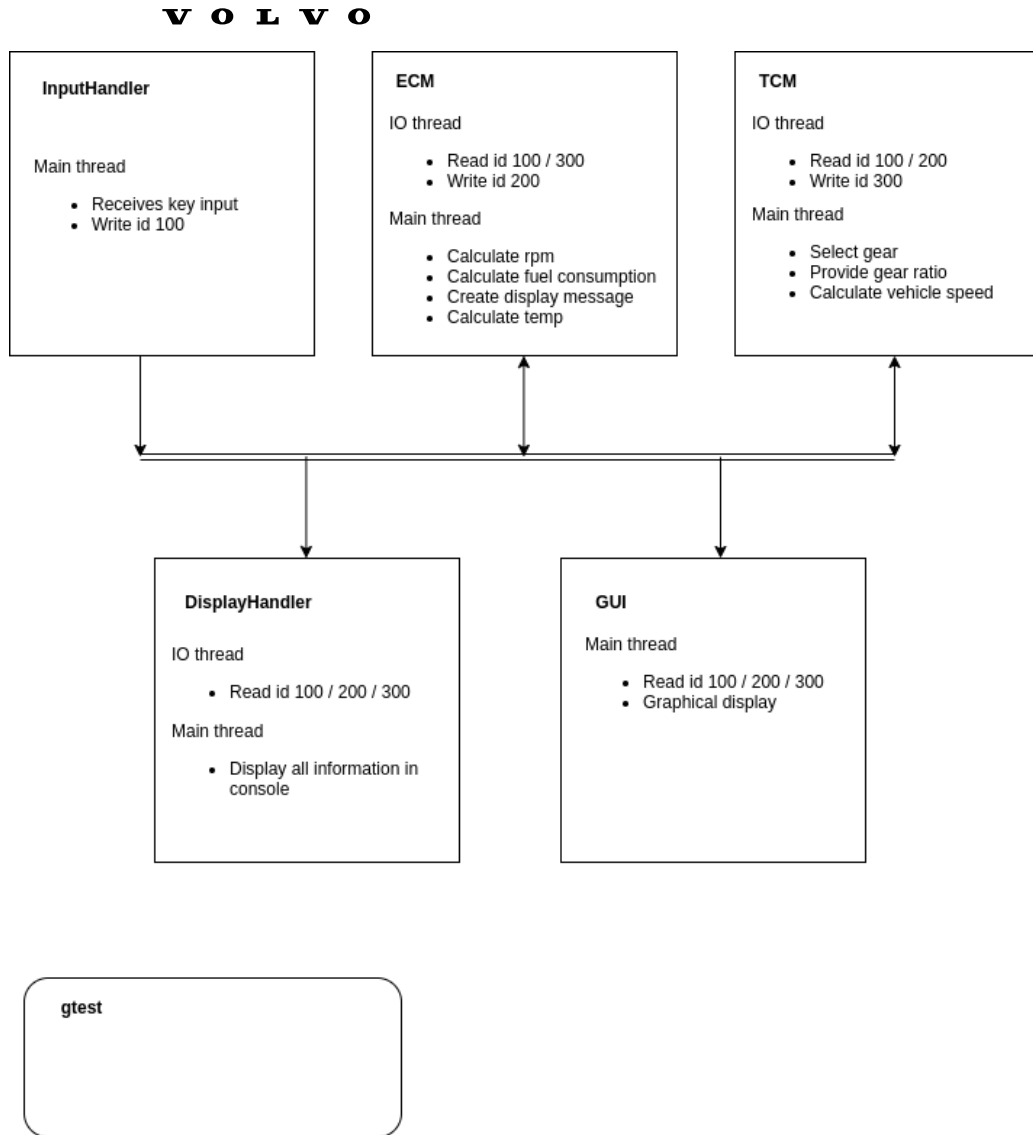 VOLVO
InputHandler
Main thread
Receives key input
Write id 100
ECM
IO thread
Read id 100 / 300
Write id 200
Main thread
Calculate rpm
Calculate fuel consumption
Create display message
Calculate temp
TCM
IO thread
Read id 100 / 200
Write id 300
Main thread
Select gear
Provide gear ratio
Calculate vehicle speed
DisplayHandler
IO thread
Read id 100 / 200 / 300
Main thread
Display all information in
console
GUI
Main thread
Read id 100 / 200 / 300
Graphical display
gtest